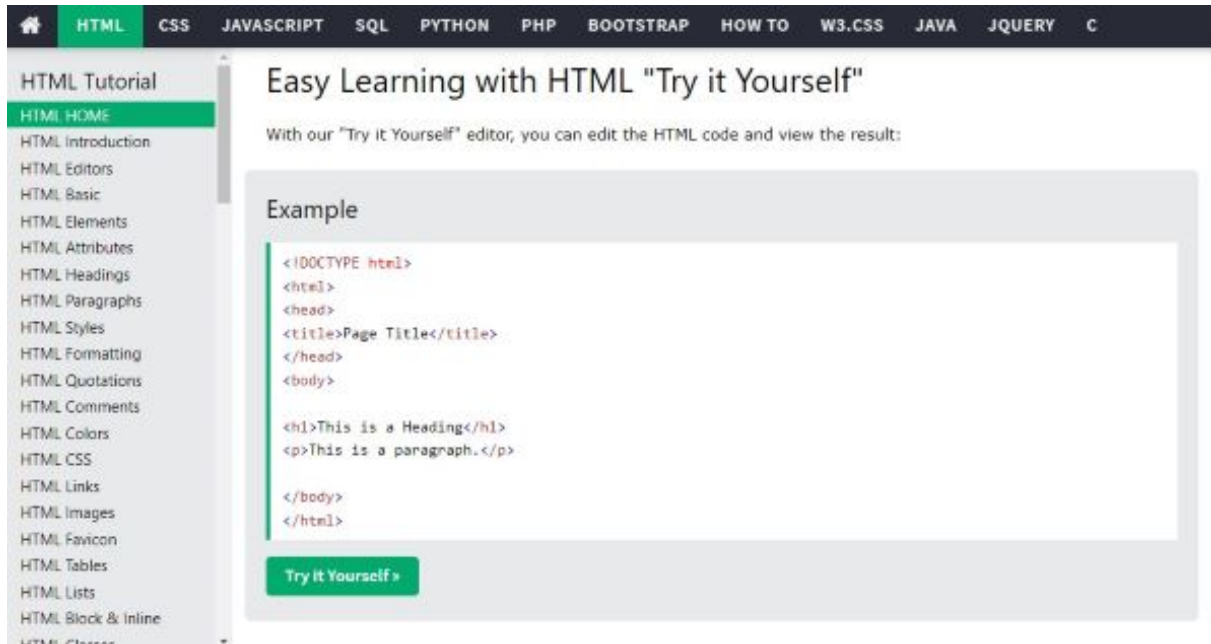 HTML CSS JAVASCRIPT SQL PYTHON PHP BOOTSTRAP HOW TO W3.CSS JAVA JQUERY C
HTML Tutorial
HTML HOME
HTML Introduction
HTML Editors
HTML Basic
HTML Elements
HTML Attributes
HTML Headings
HTML Paragraphs
HTML Styles
HTML Formatting
HTML Quotations
HTML Comments
HTML Colors
HTML CSS
HTML Links
HTML Images
HTML Favicon
HTML Tables
HTML Lists
HTML Block & Inline
HTML Classes
Easy Learning with HTML "Try it Yourself"
With our "Try it Yourself" editor, you can edit the HTML code and view the result:
Example
<!DOCTYPE html>
<html>
<head>
<title>Page Title</title>
</head>
<body>
<h1>This is a Heading</h1>
<p>This is a paragraph.</p>
</body>
</html>
Try it Yourself »